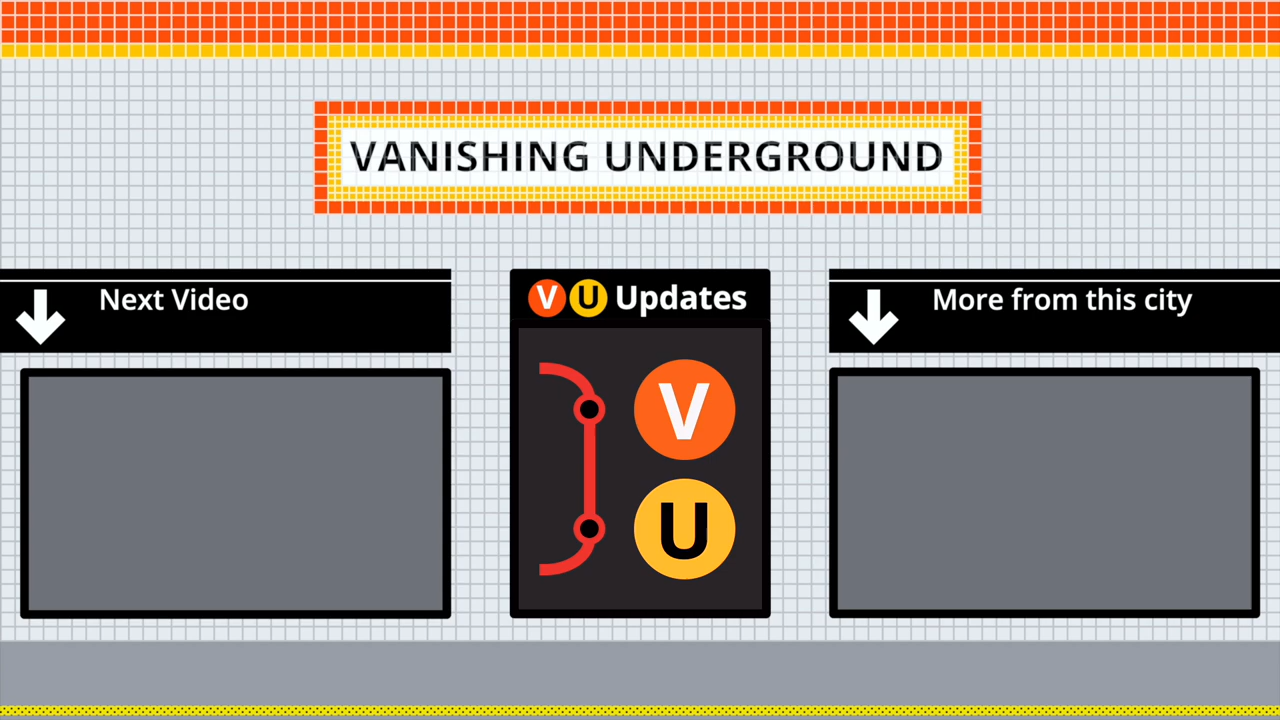 VANISHING UNDERGROUND
Next Video
V U Updates
More from this city
V
U